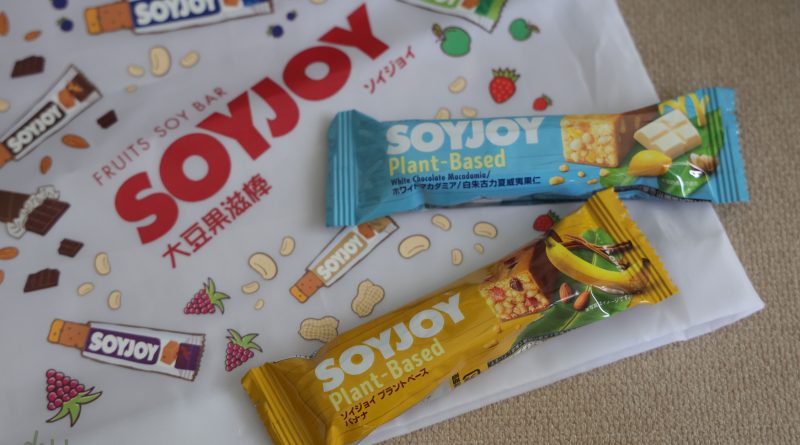 SOYJOY
FRUITS SOY BAR
SOYJOY
ソイジョイ
大豆果滋棒
SOYJOY
SOYJOY
Plant-Based
White Chocolate Macadamia/
ホワイトマカダミア/白朱古力夏威夷果仁
SOYJOY
SOYJOY
Plant-Based
ソイジョイ プラントベース
バナナ